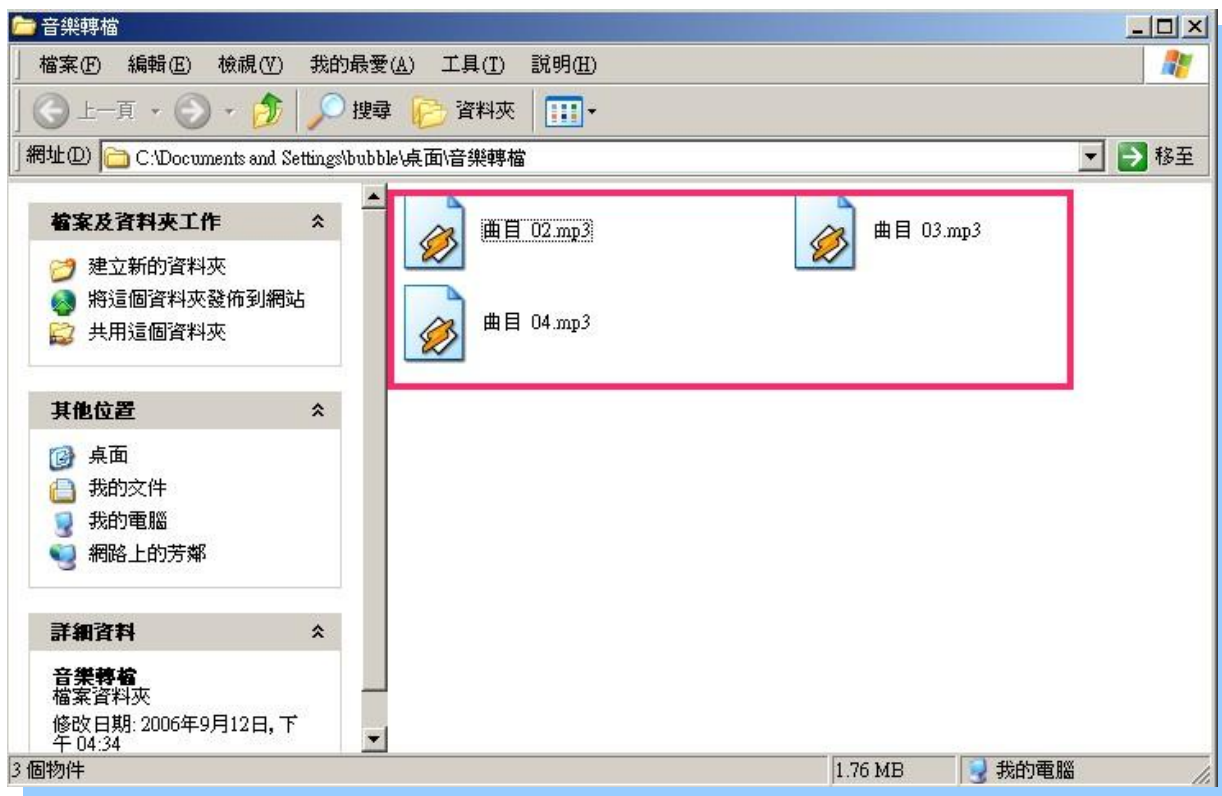 音樂轉檔
檔案(F) 編輯(E) 檢視(V) 我的最愛(A) 工具(T) 說明(H)
上一頁 搜尋 資料夾
網址(D) C:\Documents and Settings\bubble\桌面\音樂轉檔 移至
檔案及資料夾工作
建立新的資料夾
將這個資料夾發佈到網站
共用這個資料夾
其他位置
桌面
我的文件
我的電腦
網路上的芳鄰
詳細資料
音樂轉檔
檔案資料夾
修改日期: 2006年9月12日, 下
午 04:34
曲目 02.mp3 曲目 03.mp3
曲目 04.mp3
3 個物件 1.76 MB 我的電腦